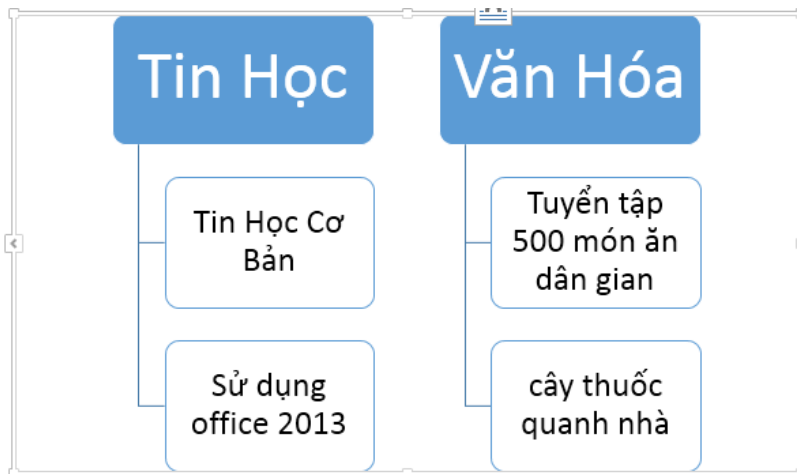 Tin Học
Tin Học Cơ
Bản
Sử dụng
office 2013
Văn Hóa
Tuyển tập
500 món ăn
dân gian
cây thuốc
quanh nhà